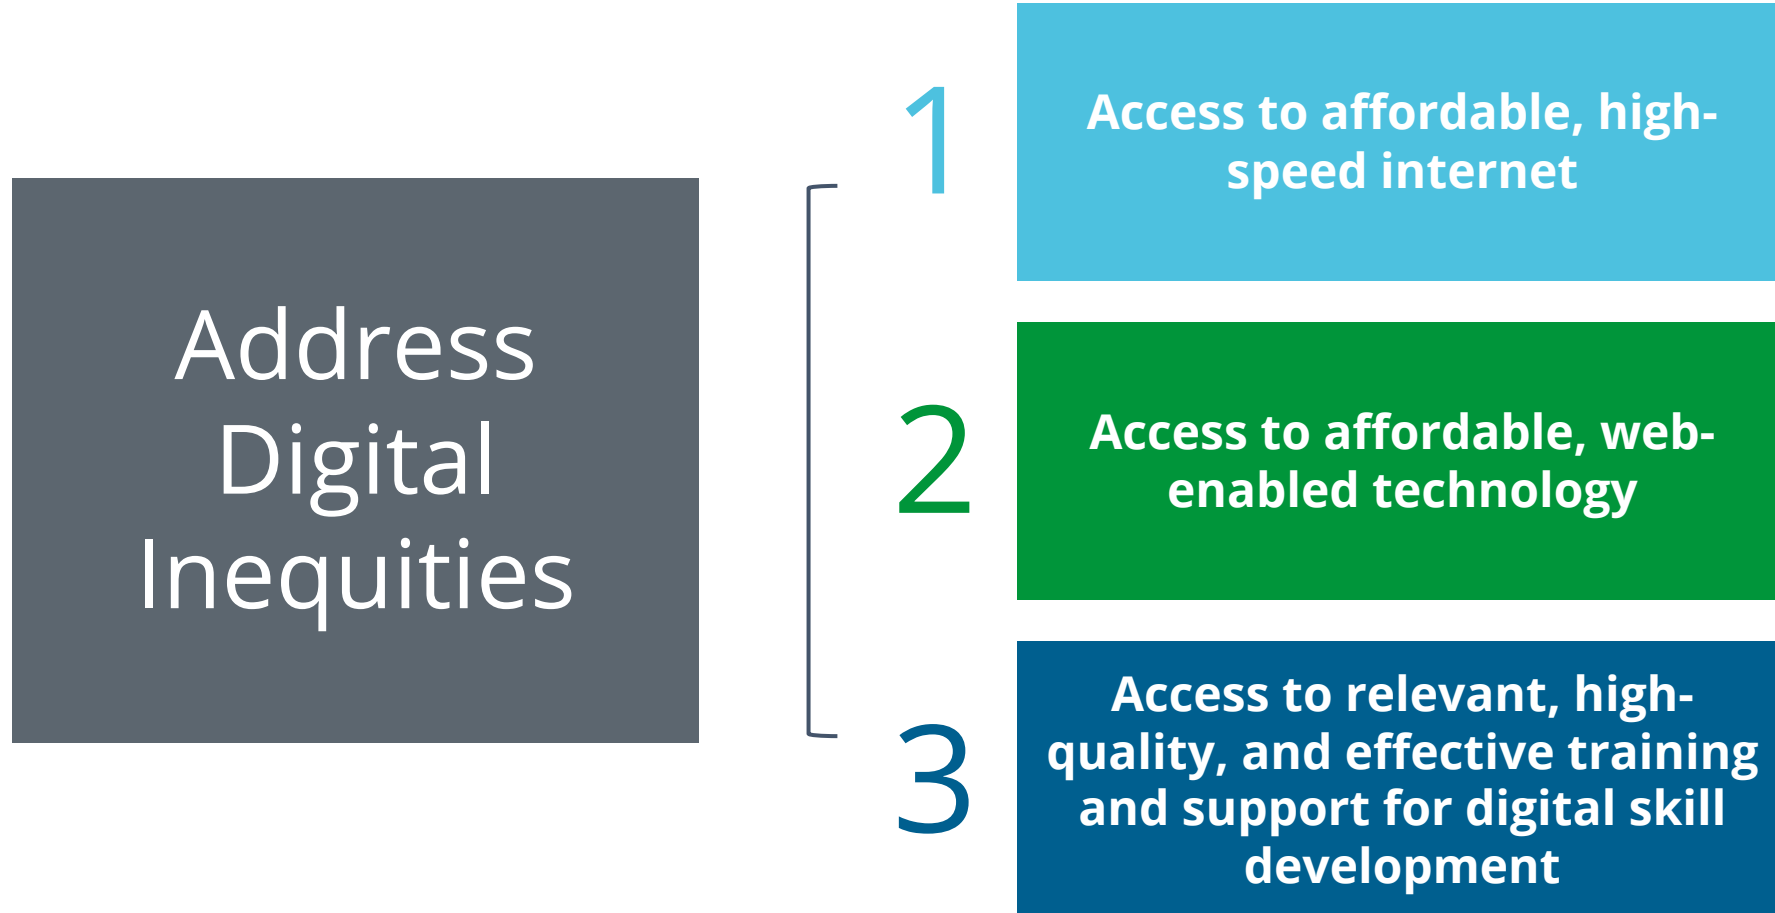 Address
Digital
Inequities
1
Access to affordable, high-
speed internet
2
Access to affordable, web-
enabled technology
3
Access to relevant, high-
quality, and effective training
and support for digital skill
development